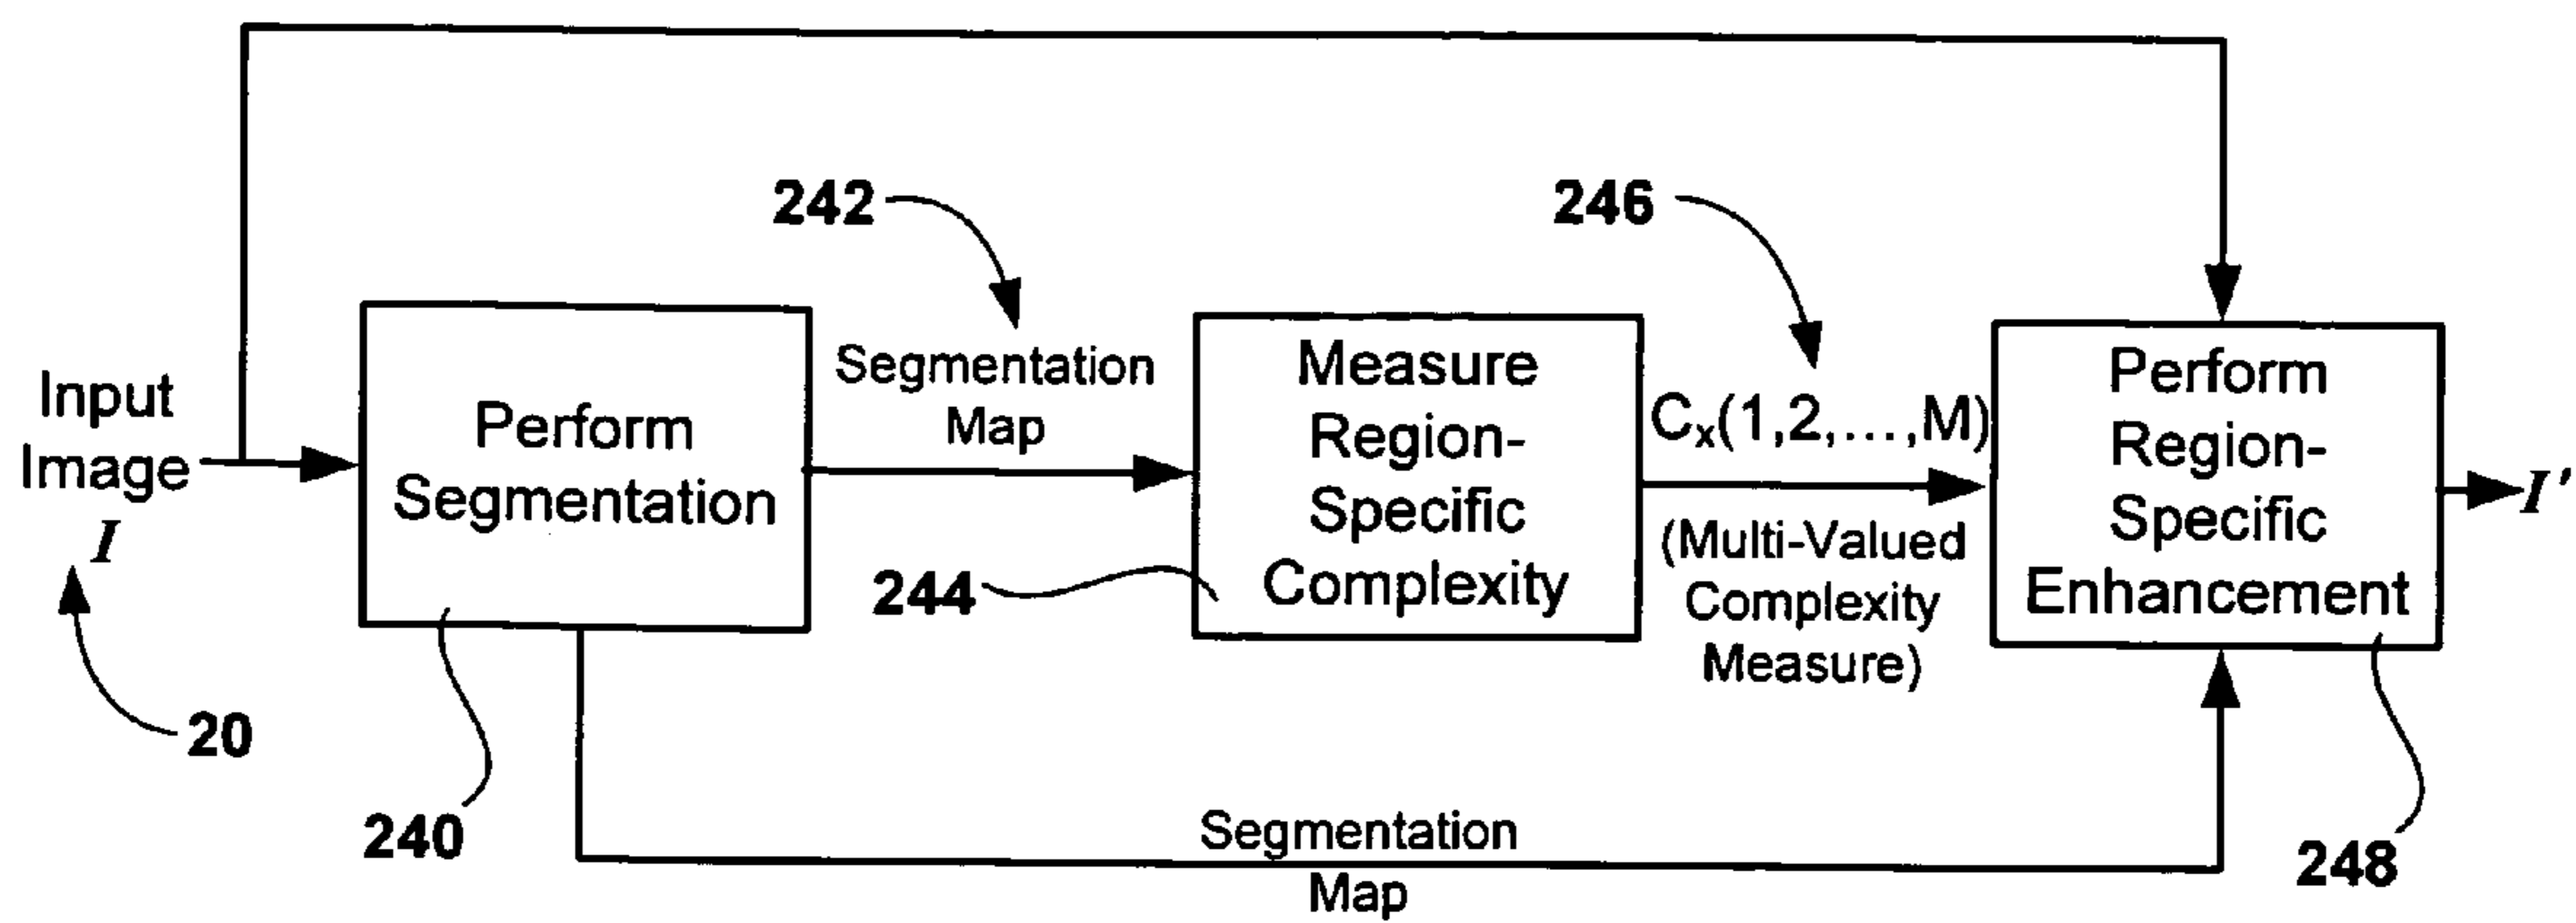 242
246
Input
Image
I
20
Perform
Segmentation
240
Segmentation
Map
Measure
Region-
Specific
Complexity
244
Cₓ(1,2,...,M)
(Multi-Valued
Complexity
Measure)
Perform
Region-
Specific
Enhancement
248
I'
Segmentation
Map